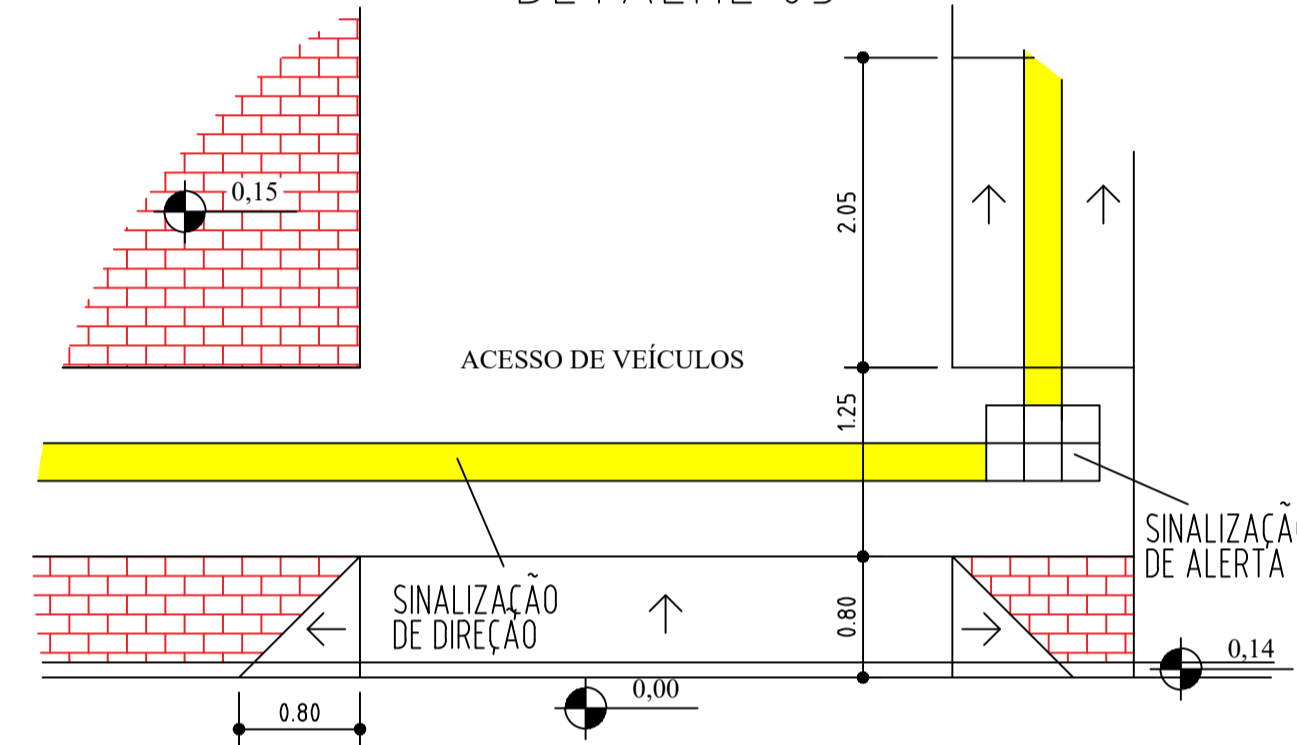 0,15
2.05
ACESSO DE VEÍCULOS
1.25
SINALIZAÇÃO
DE DIREÇÃO
DE ALERTA
0.80
0,14
0,00
0.80